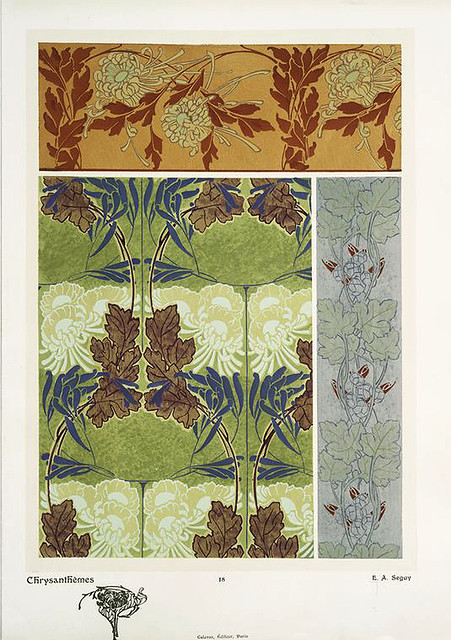 Chrysanthèmes 18 E. A. Seguy
Calavas, Éditeur, Paris